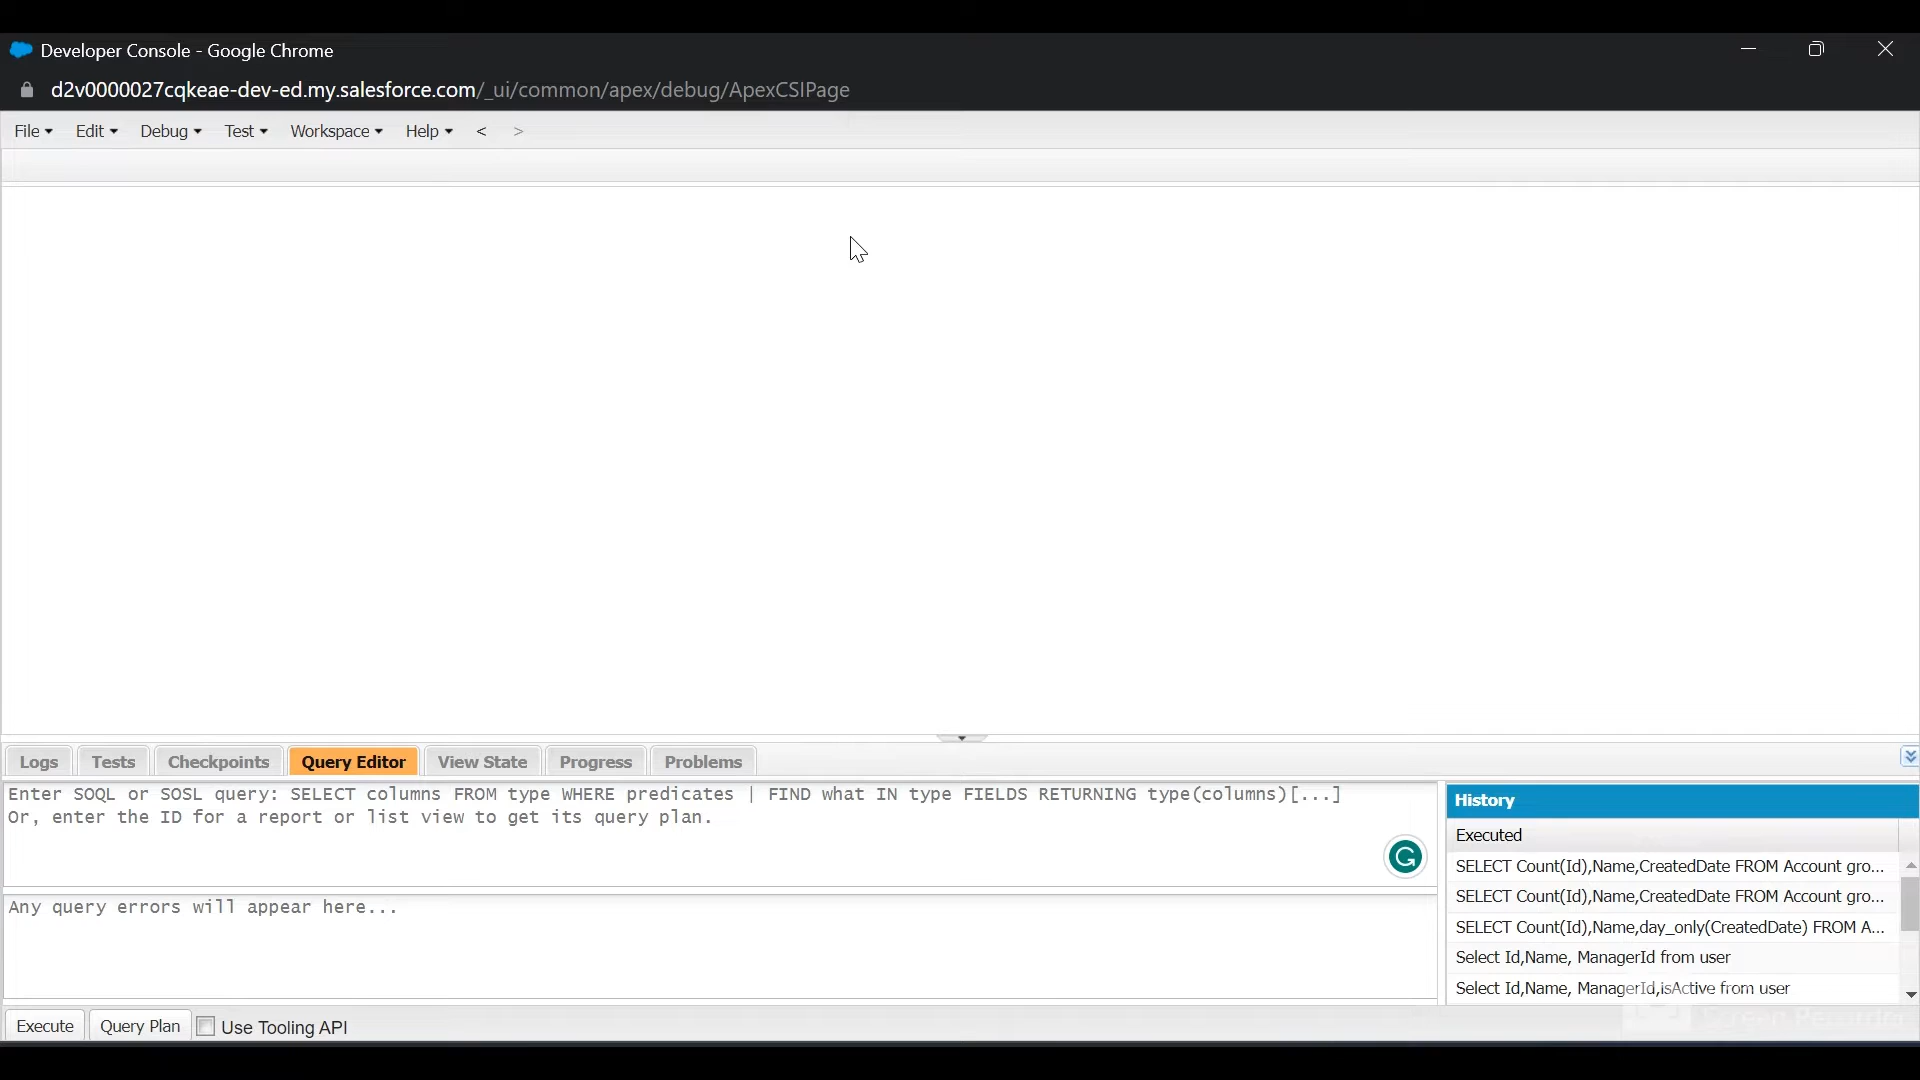 Developer Console - Google Chrome
d2v0000027cqkeae-dev-ed.my.salesforce.com/_ui/common/apex/debug/ApexCSIPage
File Edit Debug Test Workspace Help < >
Logs Tests Checkpoints Query Editor View State Progress Problems
Enter SOQL or SOSL query: SELECT columns FROM type WHERE predicates | FIND what IN type FIELDS RETURNING type(columns)[...]
Or, enter the ID for a report or list view to get its query plan.
Any query errors will appear here...
History
Executed
SELECT Count(Id),Name,CreatedDate FROM Account gro...
SELECT Count(Id),Name,CreatedDate FROM Account gro...
SELECT Count(Id),Name,day_only(CreatedDate) FROM A...
Select Id,Name, ManagerId from user
Select Id,Name, ManagerId,isActive from user
Execute Query Plan Use Tooling API